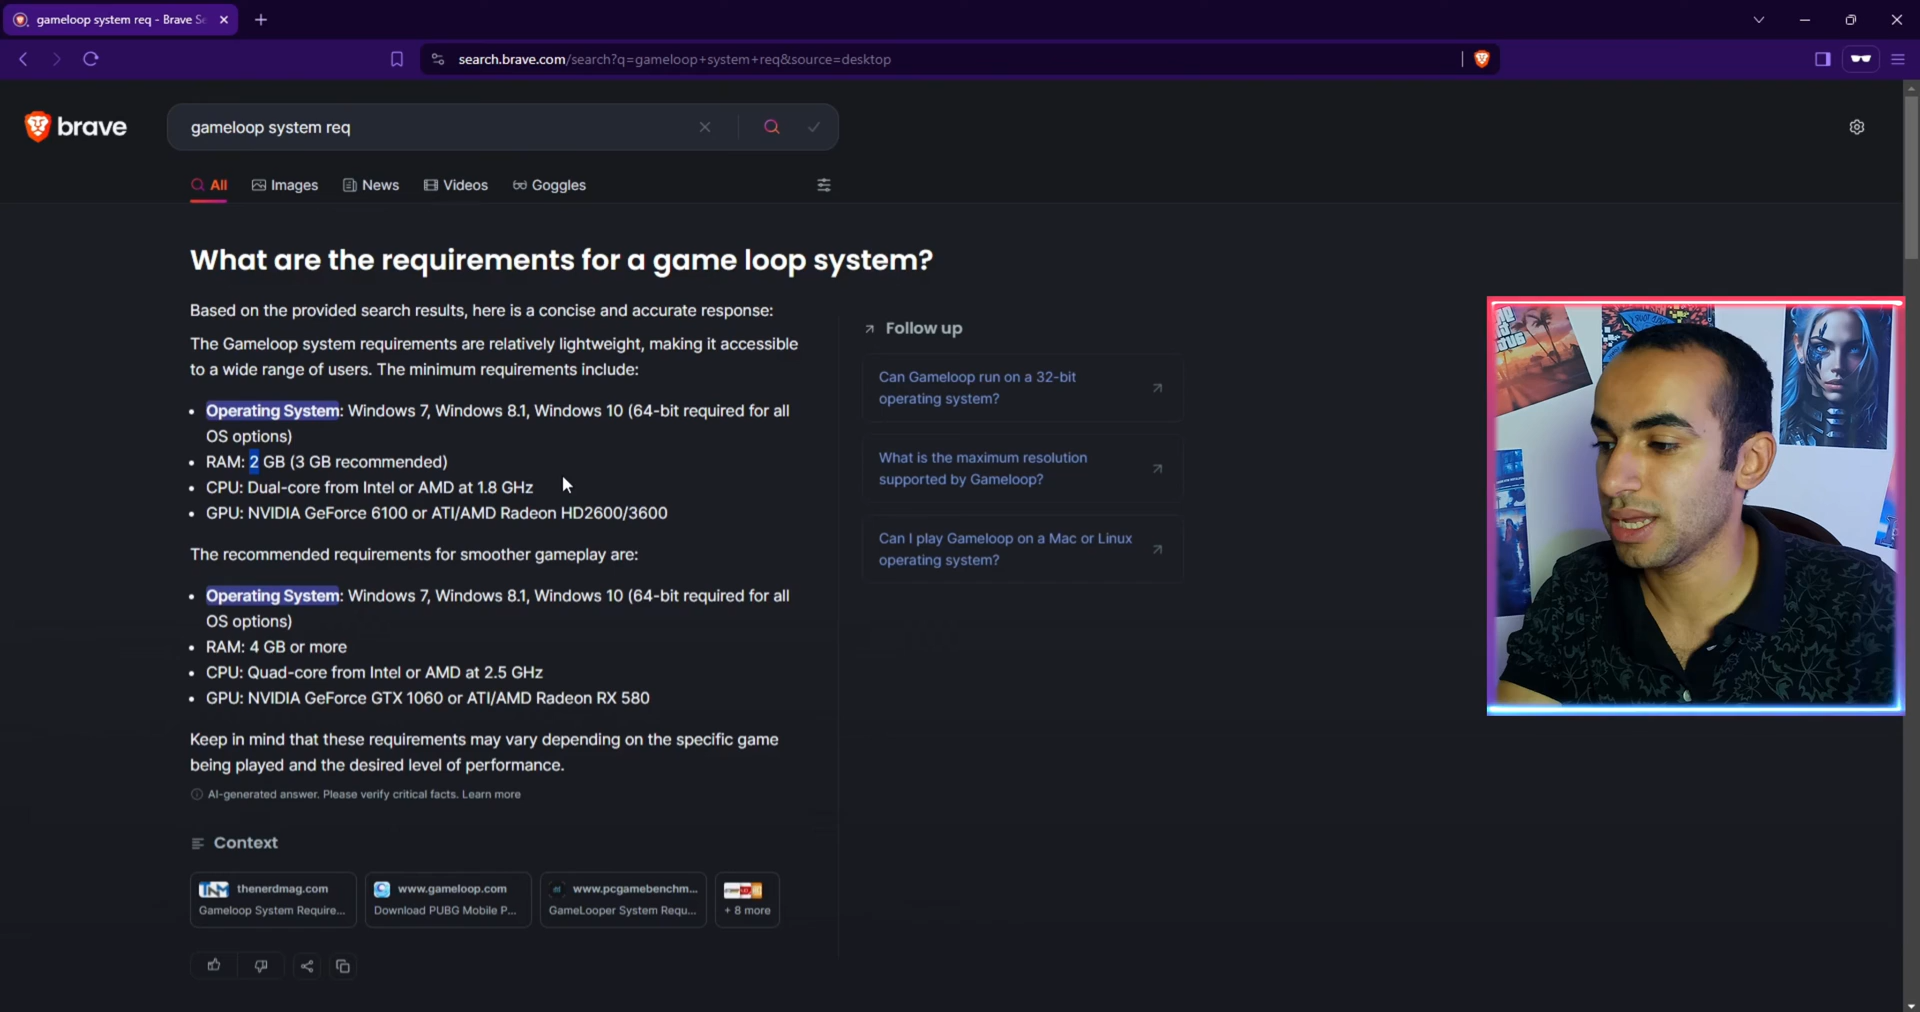 gameloop system req - Brave Se
search.brave.com/search?q=gameloop+system+req&source=desktop
brave
gameloop system req
All Images News Videos Goggles
What are the requirements for a game loop system?
Based on the provided search results, here is a concise and accurate response:
The Gameloop system requirements are relatively lightweight, making it accessible
to a wide range of users. The minimum requirements include:
• Operating System: Windows 7, Windows 8.1, Windows 10 (64-bit required for all
OS options)
• RAM: 2 GB (3 GB recommended)
• CPU: Dual-core from Intel or AMD at 1.8 GHz
• GPU: NVIDIA GeForce 6100 or ATI/AMD Radeon HD2600/3600
The recommended requirements for smoother gameplay are:
• Operating System: Windows 7, Windows 8.1, Windows 10 (64-bit required for all
OS options)
• RAM: 4 GB or more
• CPU: Quad-core from Intel or AMD at 2.5 GHz
• GPU: NVIDIA GeForce GTX 1060 or ATI/AMD Radeon RX 580
Keep in mind that these requirements may vary depending on the specific game
being played and the desired level of performance.
AI-generated answer. Please verify critical facts. Learn more
Context
TNM thenerdmag.com
Gameloop System Require...
www.gameloop.com
Download PUBG Mobile P...
www.pcgamebenchm...
GameLooper System Requ...
+ 8 more
Follow up
Can Gameloop run on a 32-bit
operating system?
What is the maximum resolution
supported by Gameloop?
Can I play Gameloop on a Mac or Linux
operating system?